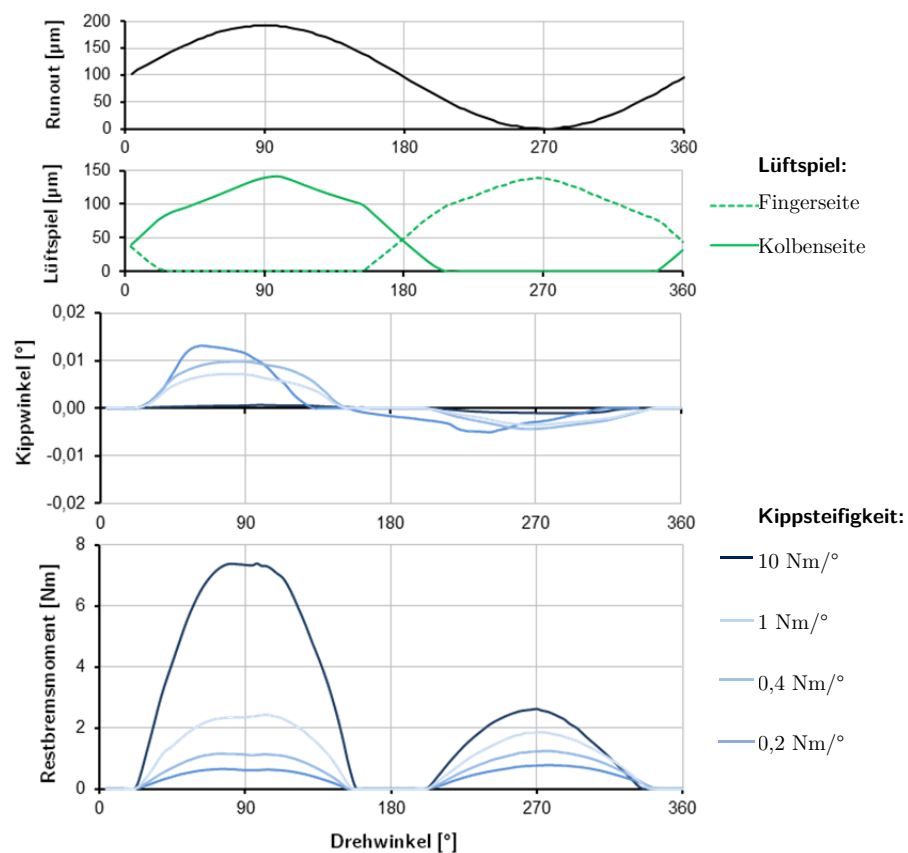 Runout [µm]
200
150
100
50
0
0 90 180 270 360
Lüftspiel [µm]
150
100
50
0
0 90 180 270 360
Lüftspiel:
Fingerseite
Kolbenseite
Kippwinkel [°]
0,02
0,01
0,00
-0,01
-0,02
0 90 180 270 360
Restbremsmoment [Nm]
8
6
4
2
0
0 90 180 270 360
Drehwinkel [°]
Kippsteifigkeit:
10 Nm/°
1 Nm/°
0,4 Nm/°
0,2 Nm/°